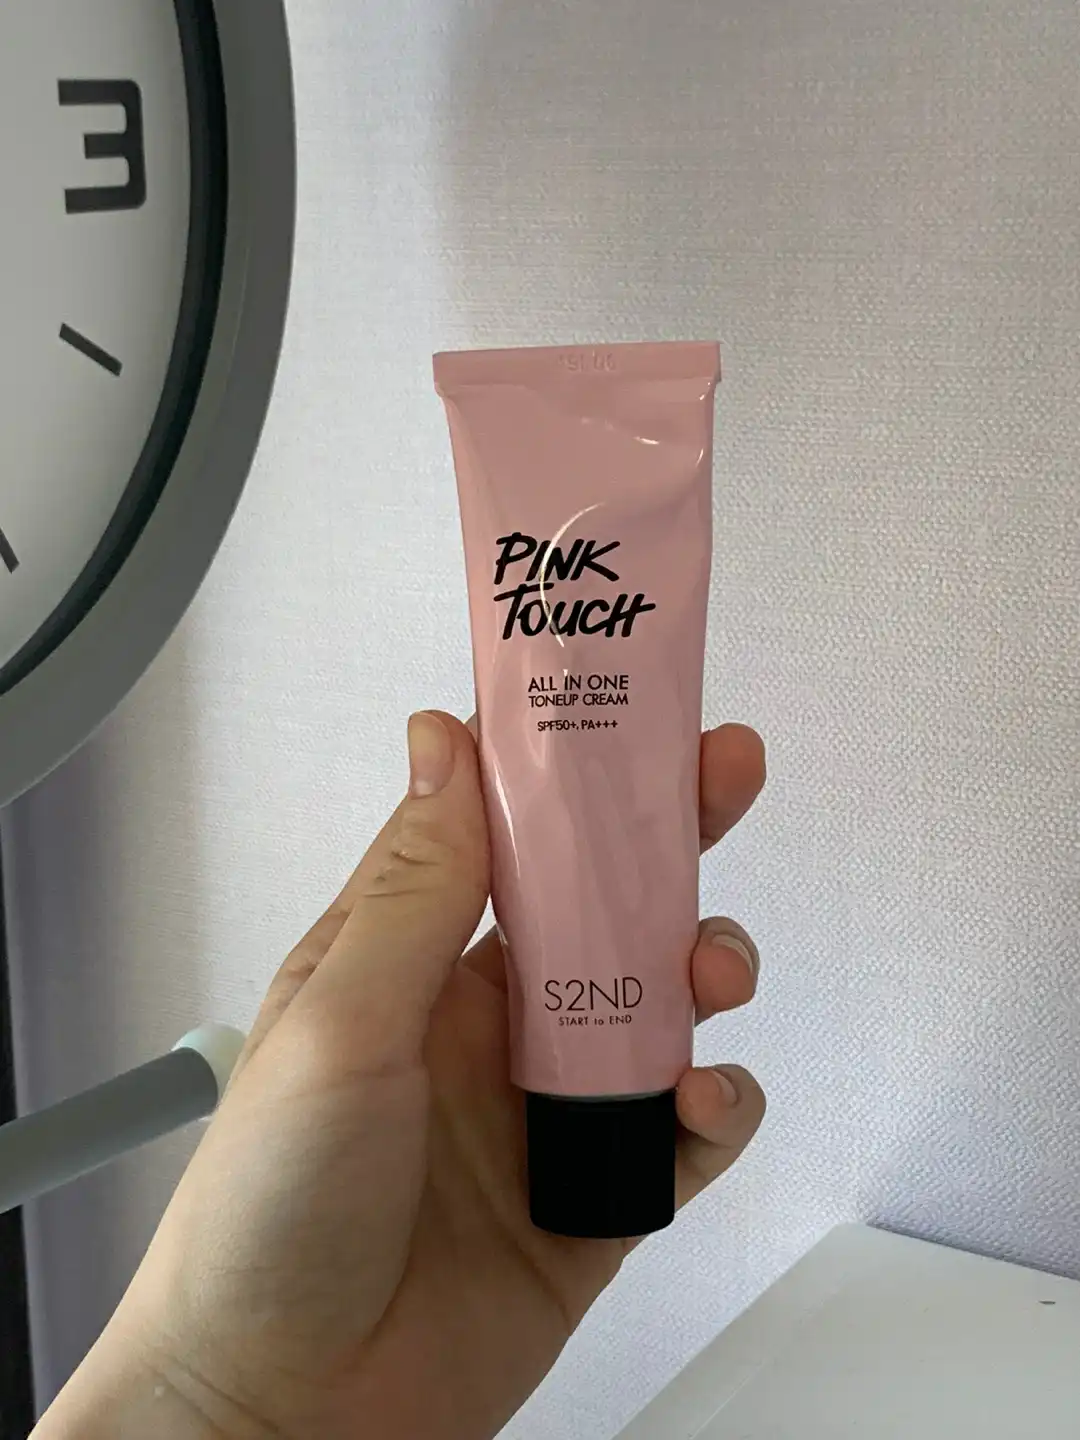 3
PINK
TOUCH
ALL IN ONE
TONEUP CREAM
SPF50+, PA+++
S2ND
START to END